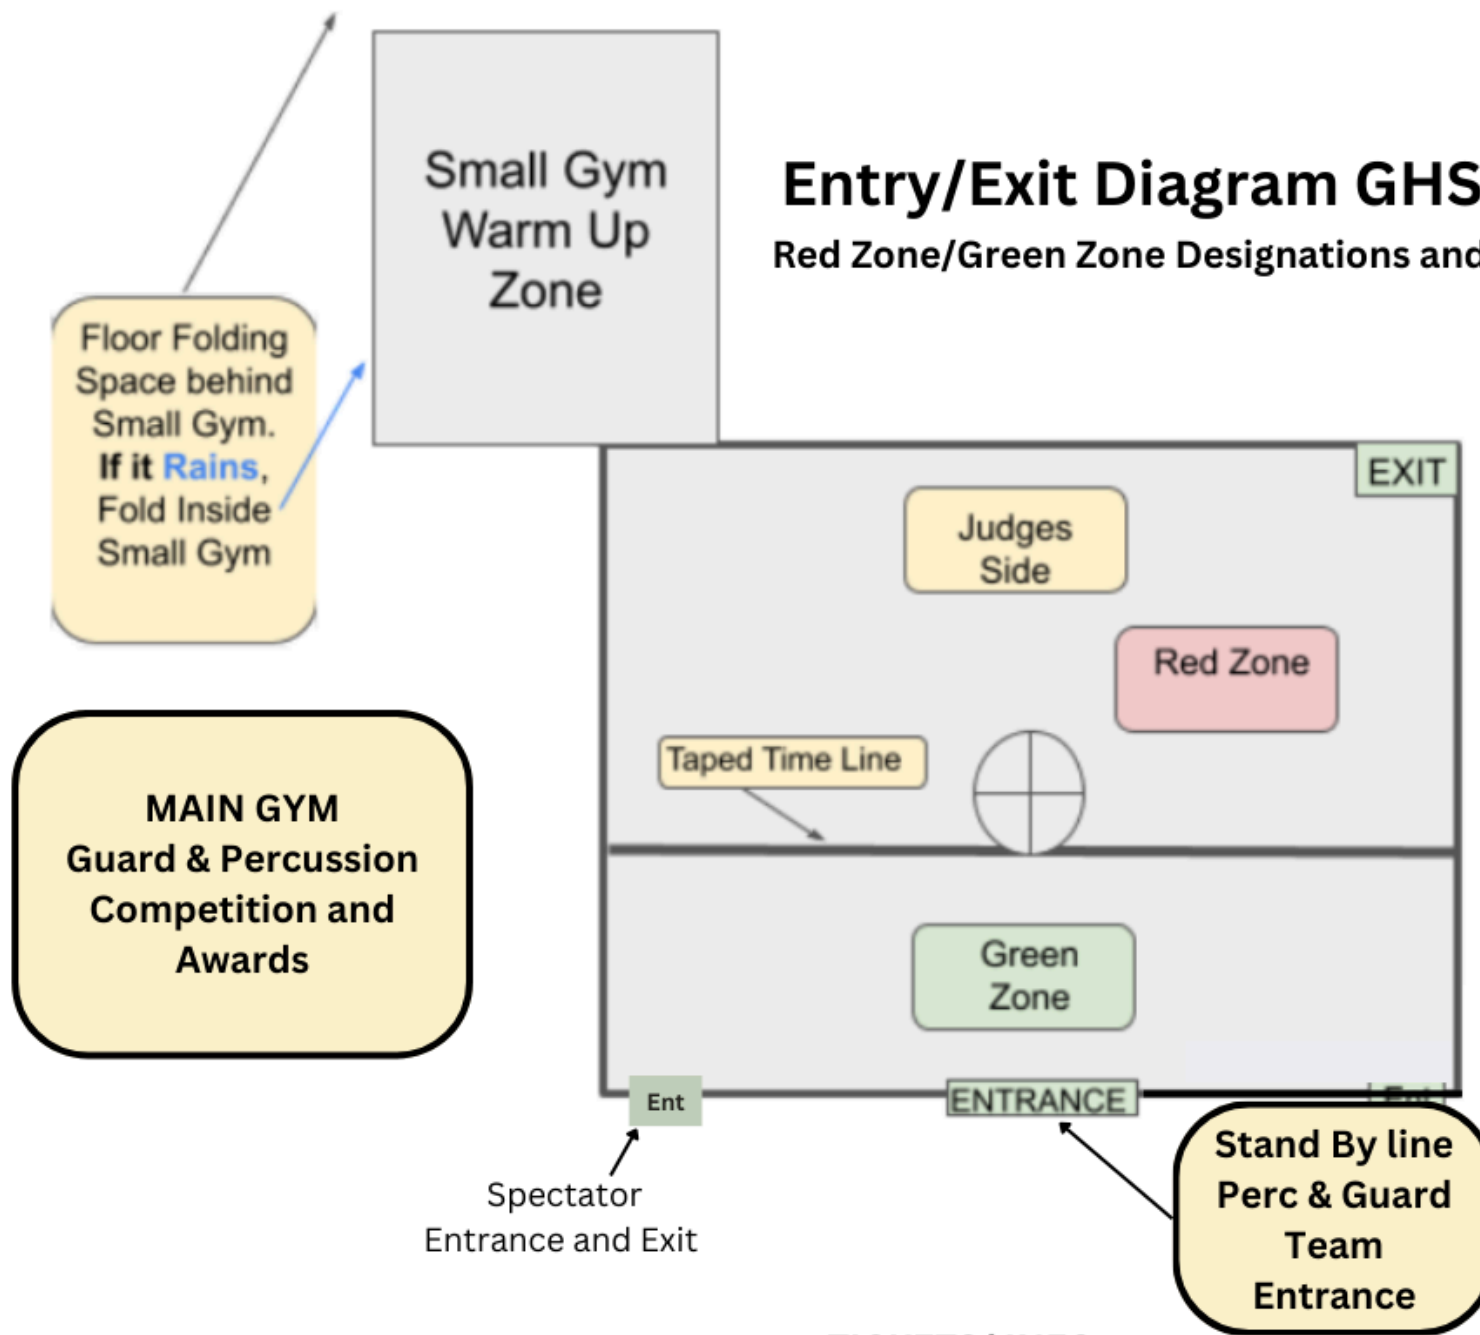 Small Gym
Warm Up
Zone
Entry/Exit Diagram GHS
Red Zone/Green Zone Designations and
Floor Folding
Space behind
Small Gym.
If it Rains,
Fold Inside
Small Gym
EXIT
Judges
Side
Red Zone
Taped Time Line
MAIN GYM
Guard & Percussion
Competition and
Awards
Green
Zone
Ent
ENTRANCE
Spectator
Entrance and Exit
Stand By line
Perc & Guard
Team
Entrance